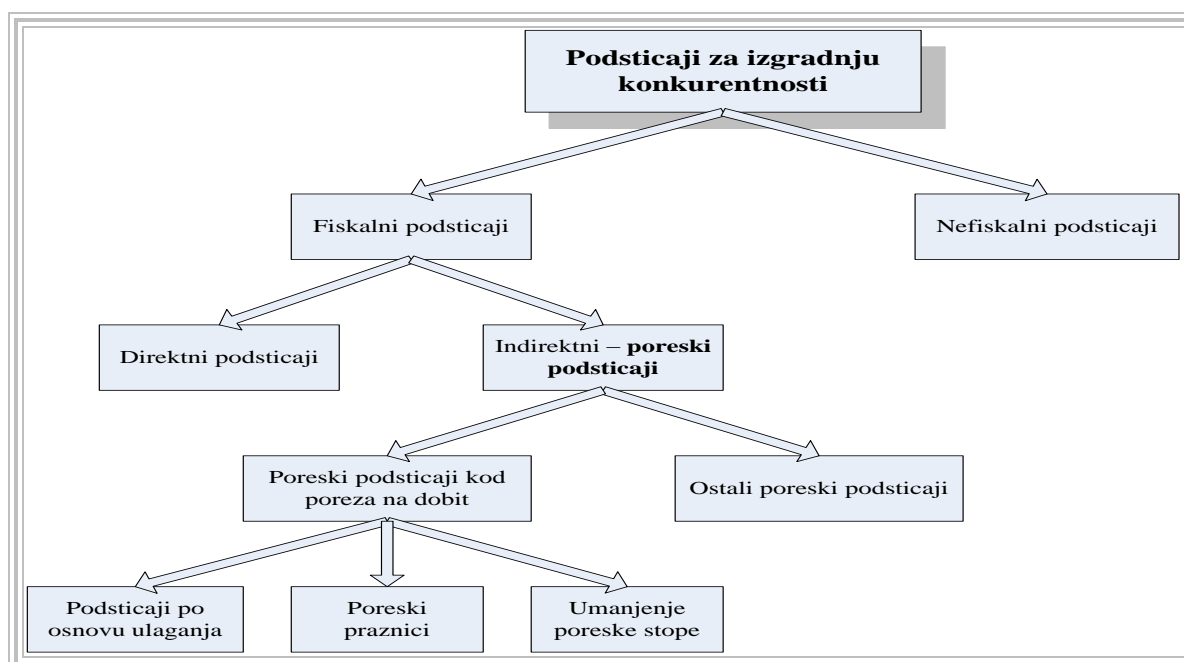 Podsticaji za izgradnju
konkurentnosti
Fiskalni podsticaji
Nefiskalni podsticaji
Direktni podsticaji
Indirektni – poreski
podsticaji
Poreski podsticaji kod
poreza na dobit
Ostali poreski podsticaji
Podsticaji po
osnovu ulaganja
Poreski
praznici
Umanjenje
poreske stope